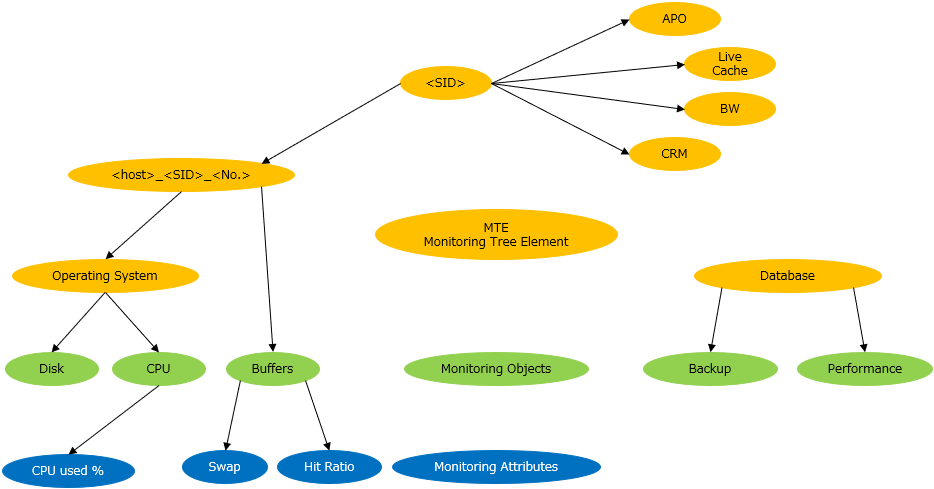 APO
Live
Cache
<SID>
BW
CRM
<host>_<SID>_<No.>
MTE
Monitoring Tree Element
Operating System
Database
Disk
CPU
Buffers
Monitoring Objects
Backup
Performance
CPU used %
Swap
Hit Ratio
Monitoring Attributes